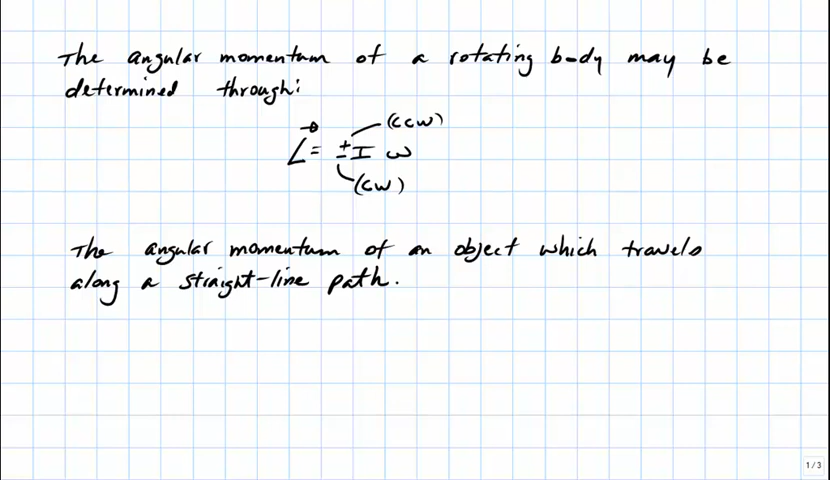 The angular momentum of a rotating body may be
determined through:
(ccw)
L⃗ = ± I ω
(cw)
The angular momentum of an object which travels
along a straight-line path.
1/3